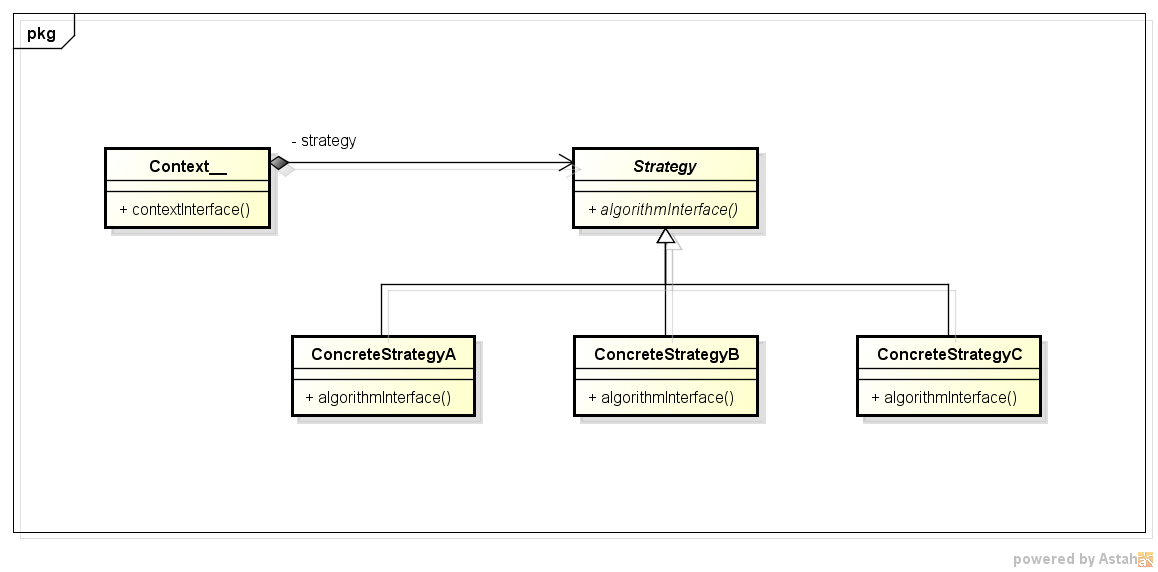 pkg
- strategy
Context__
Strategy
+ contextInterface()
+ algorithmInterface()
ConcreteStrategyA
ConcreteStrategyB
ConcreteStrategyC
+ algorithmInterface()
+ algorithmInterface()
+ algorithmInterface()
powered by Astah